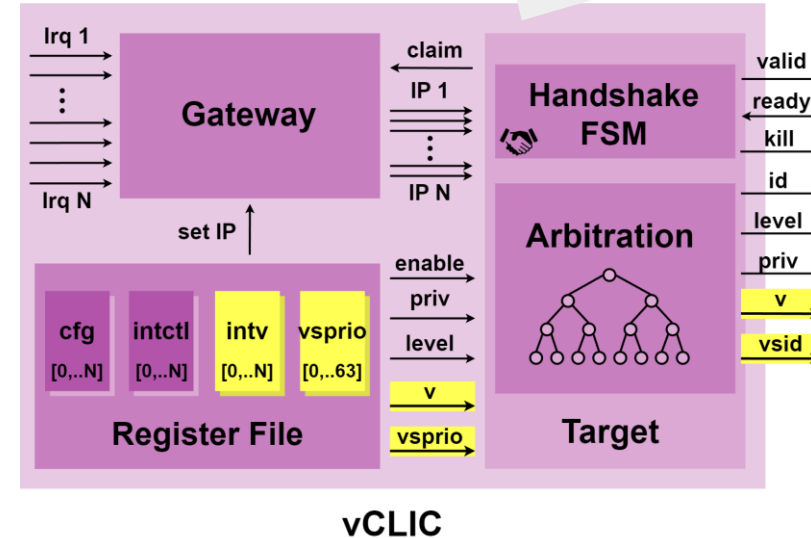 Irq 1
Irq N
Gateway
set IP
claim
IP 1
IP N
Handshake
FSM
valid
ready
kill
id
level
priv
v
vsid
Arbitration
Target
enable
priv
level
v
vsprio
cfg
[0,..N]
intctl
[0,..N]
intv
[0,..N]
vsprio
[0,..63]
Register File
vCLIC